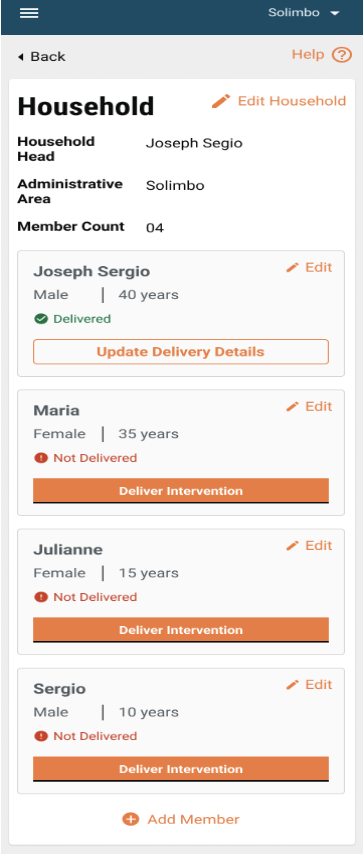 Solimbo
Back
Help
Household
Edit Household
Household Head
Joseph Segio
Administrative Area
Solimbo
Member Count
04
Joseph Sergio
Edit
Male | 40 years
Delivered
Update Delivery Details
Maria
Edit
Female | 35 years
Not Delivered
Deliver Intervention
Julianne
Edit
Female | 15 years
Not Delivered
Deliver Intervention
Sergio
Edit
Male | 10 years
Not Delivered
Deliver Intervention
Add Member